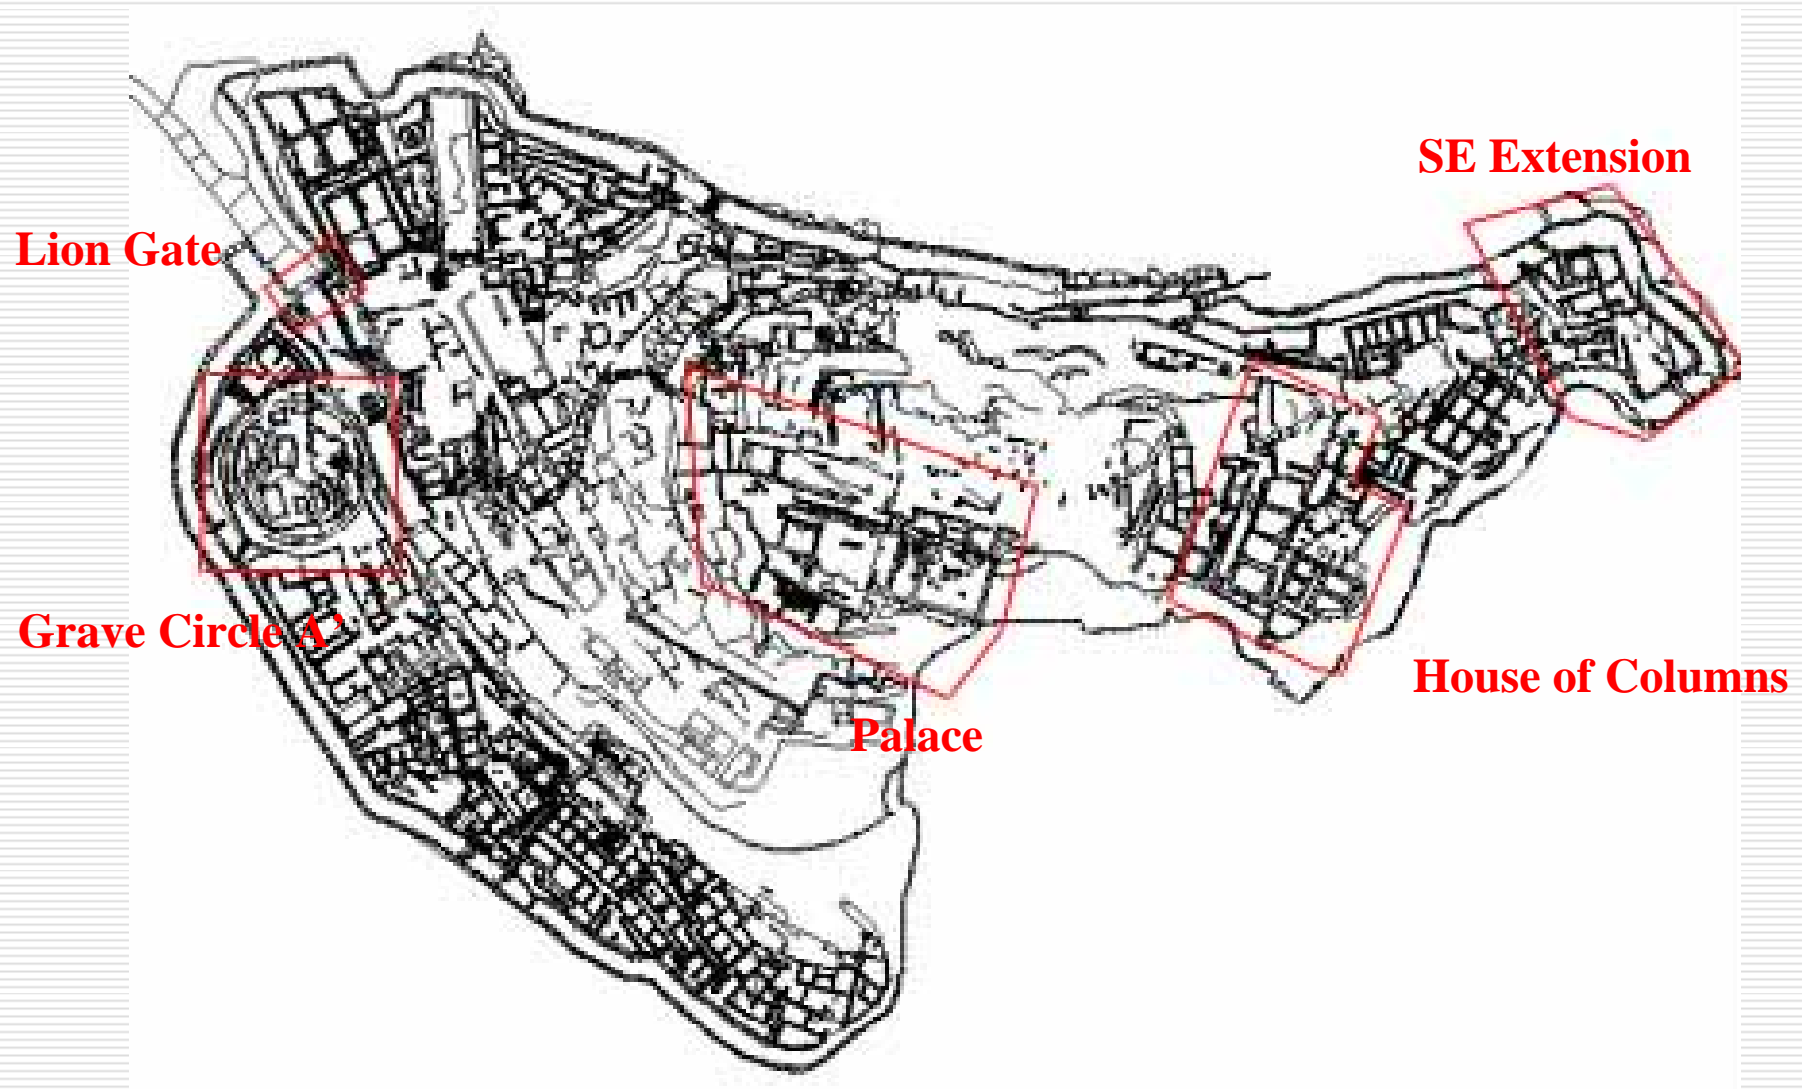 SE Extension
Lion Gate
Grave Circle A’
House of Columns
Palace